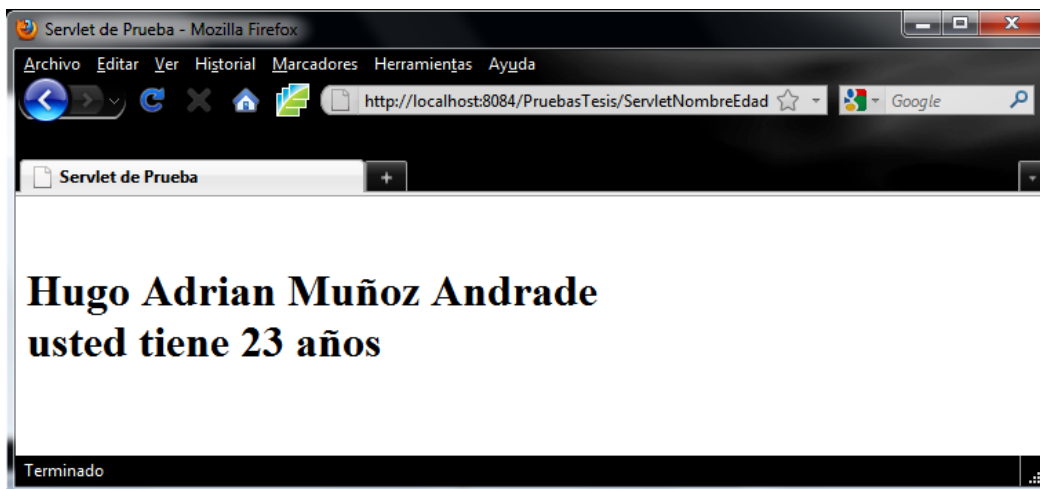 Servlet de Prueba - Mozilla Firefox
Archivo Editar Ver Historial Marcadores Herramientas Ayuda
http://localhost:8084/PruebasTesis/ServletNombreEdad Google
Servlet de Prueba
Hugo Adrian Muñoz Andrade
usted tiene 23 años
Terminado